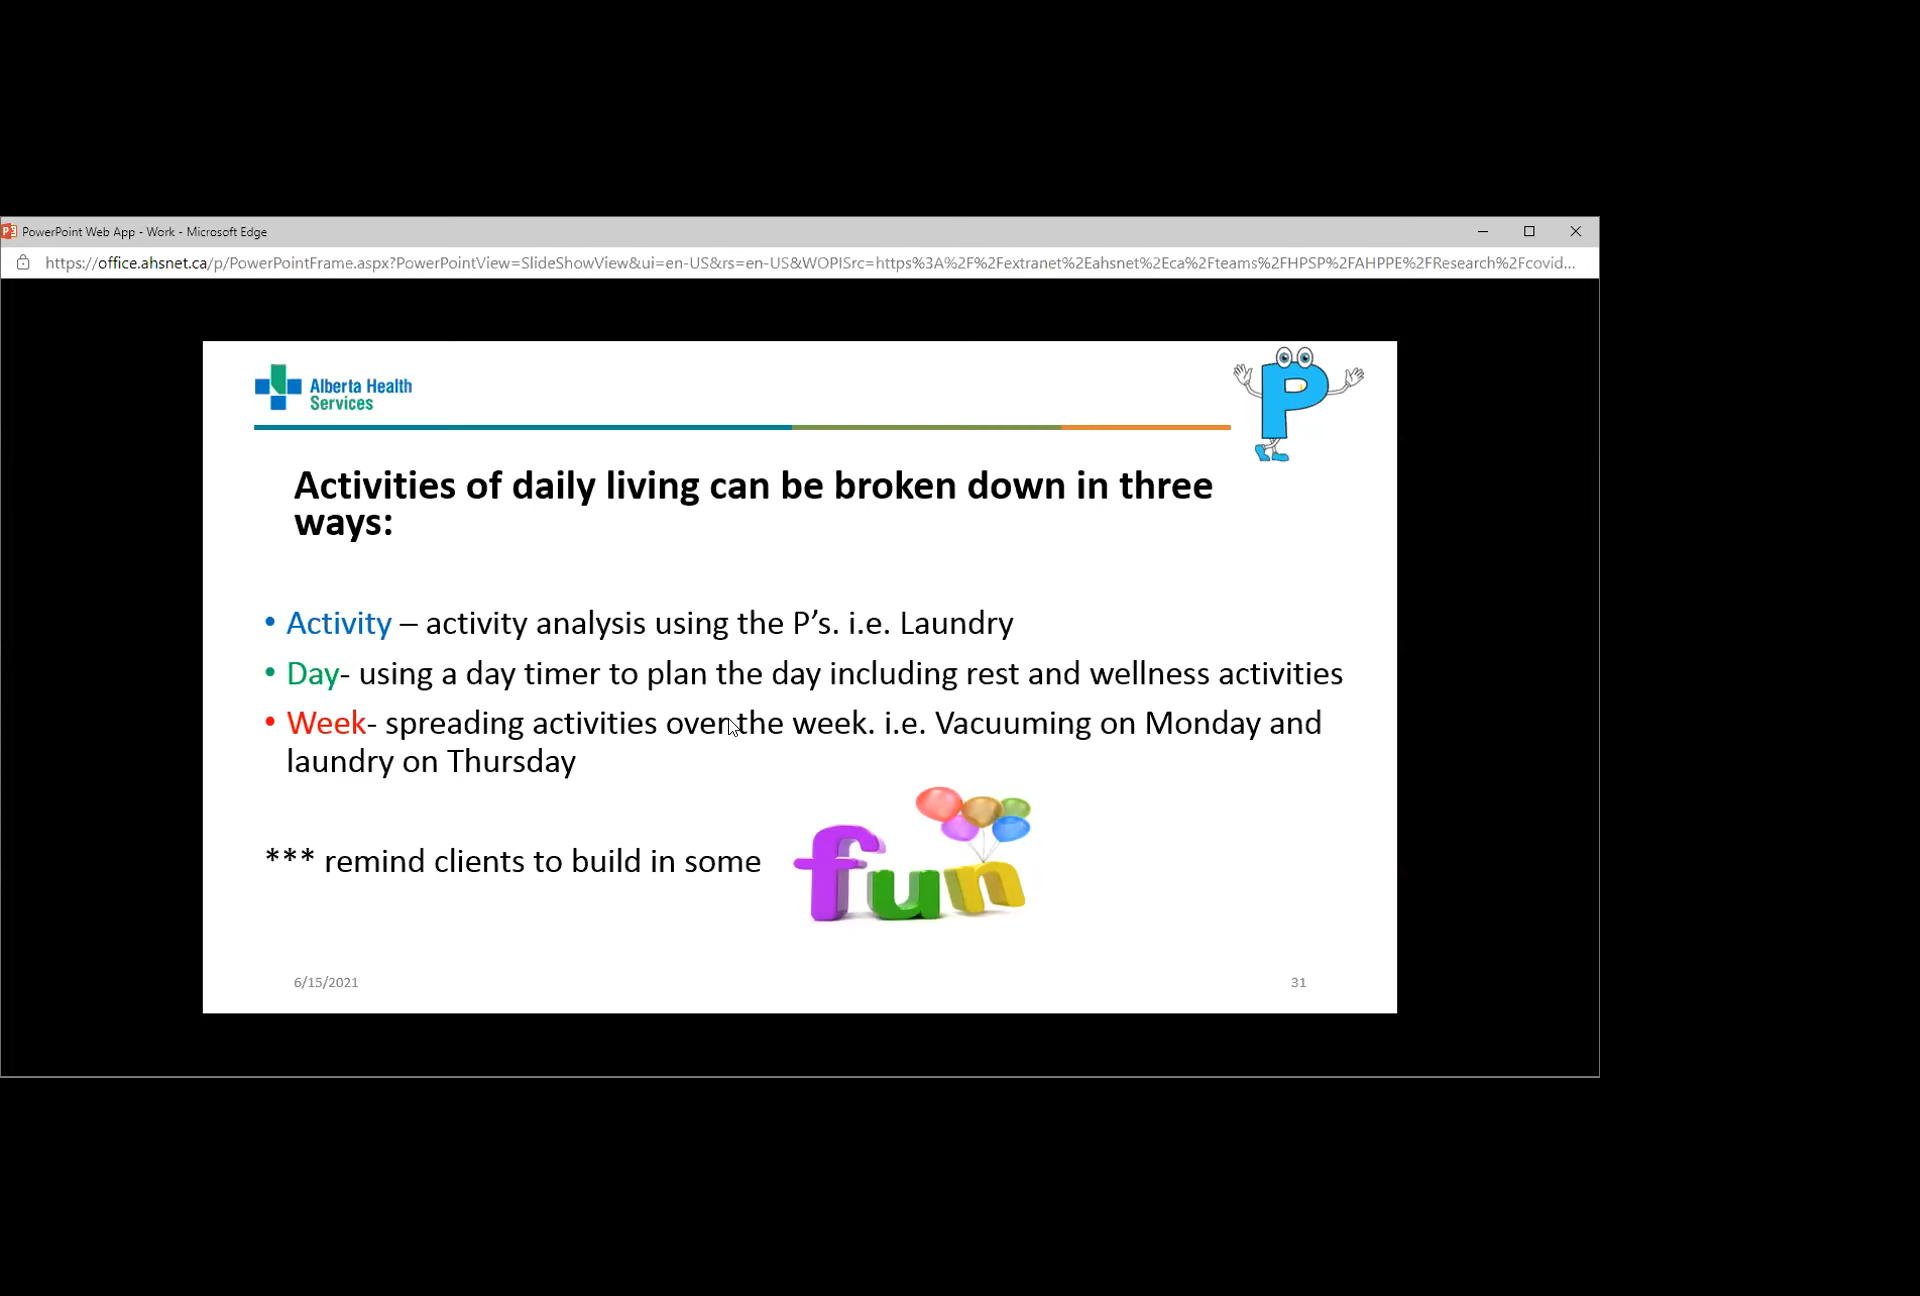 PowerPoint Web App - Work - Microsoft Edge
https://office.ahsnet.ca/p/PowerPointFrame.aspx?PowerPointView=SlideShowView&ui=en-US&rs=en-US&WOPISrc=https%3A%2F%2Fextranet%2Eahsnet%2Eca%2Fteams%2FHPSP%2FAHPPE%2FResearch%2Fcovid...
Alberta Health
Services
P
Activities of daily living can be broken down in three
ways:
• Activity – activity analysis using the P’s. i.e. Laundry
• Day- using a day timer to plan the day including rest and wellness activities
• Week- spreading activities over the week. i.e. Vacuuming on Monday and
laundry on Thursday
*** remind clients to build in some fun
6/15/2021 31